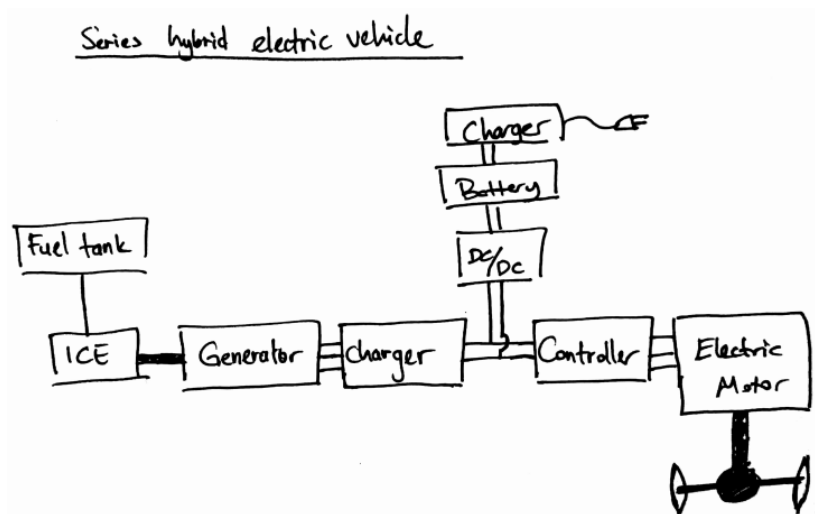 Series hybrid electric vehicle
Charger
Battery
DC/DC
Fuel tank
ICE
Generator
Charger
Controller
Electric
Motor